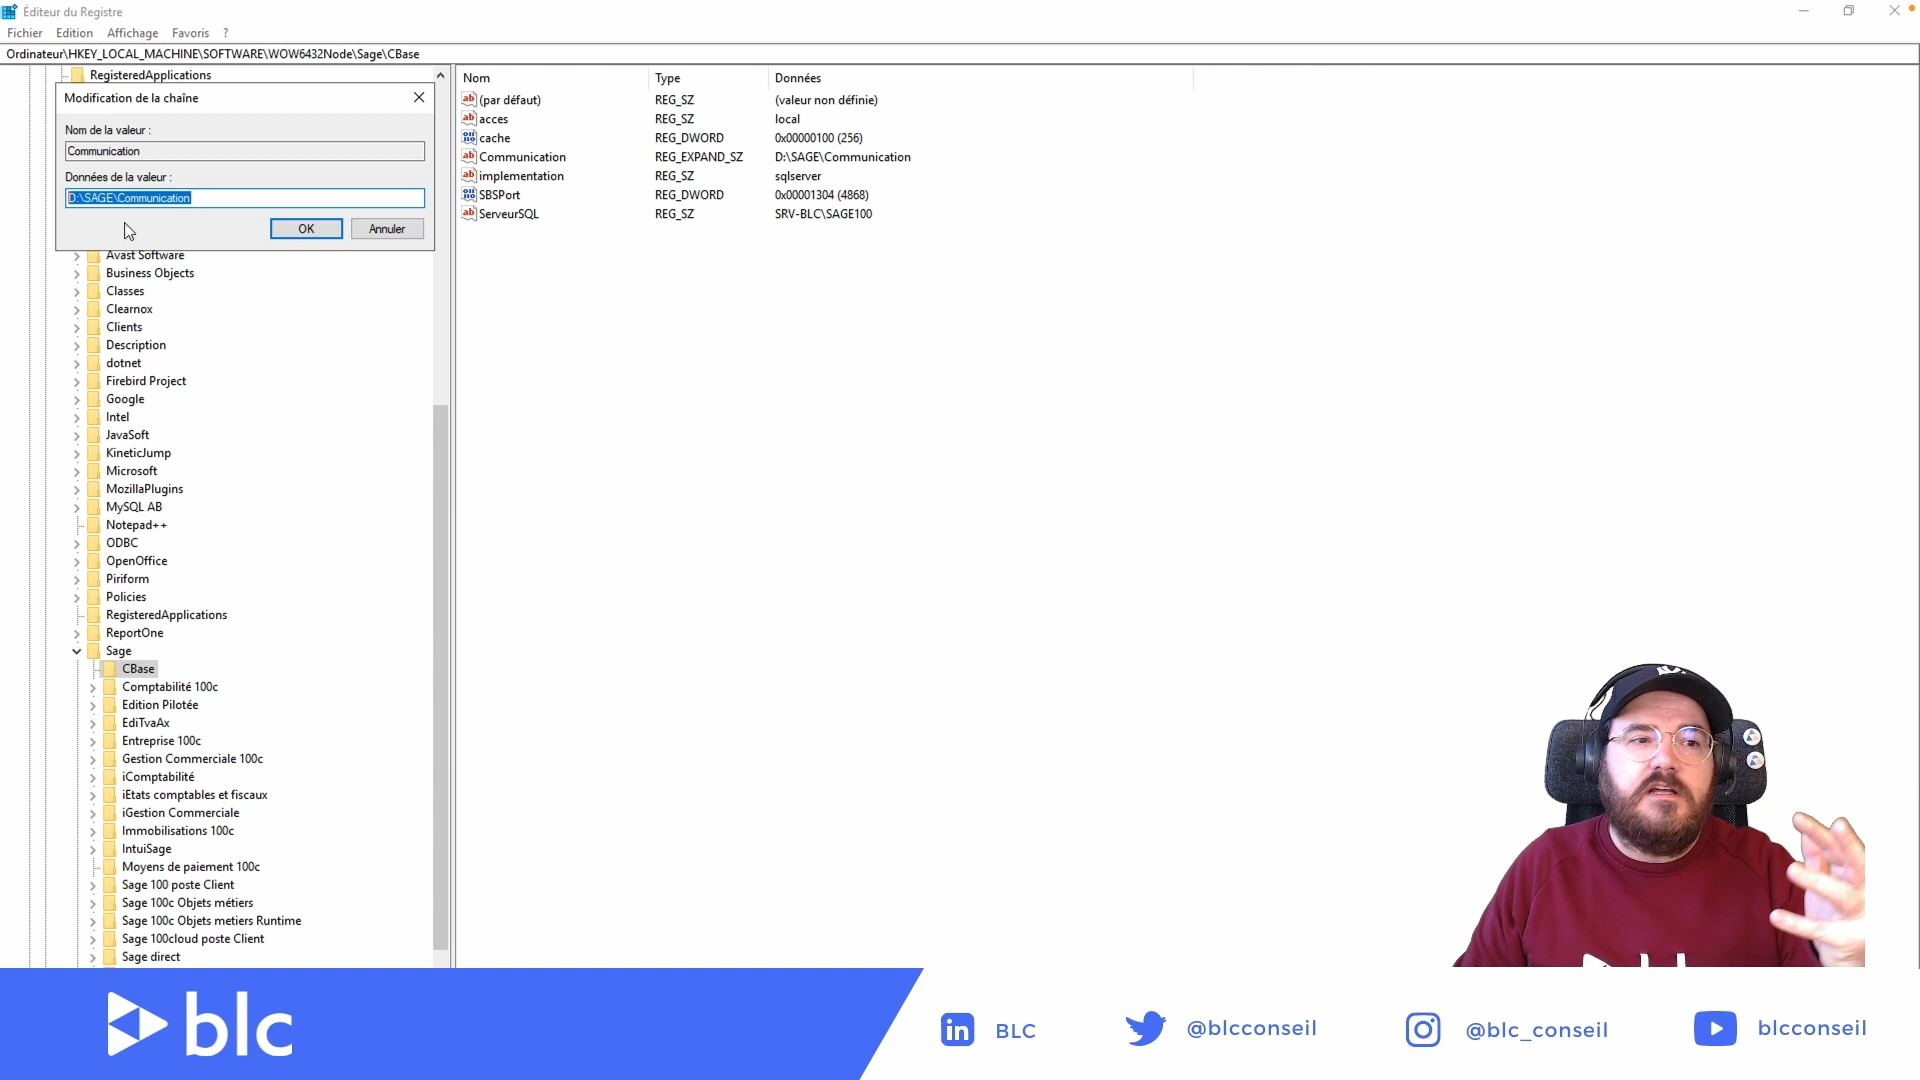 Éditeur du Registre
Fichier Edition Affichage Favoris ?
Ordinateur\HKEY_LOCAL_MACHINE\SOFTWARE\WOW6432Node\Sage\CBase
RegisteredApplications
Modification de la chaîne
Nom de la valeur :
Communication
Données de la valeur :
D:\SAGE\Communication
OK Annuler
Avast Software
Business Objects
Classes
Clearnox
Clients
Description
dotnet
Firebird Project
Google
Intel
JavaSoft
KineticJump
Microsoft
MozillaPlugins
MySQL AB
Notepad++
ODBC
OpenOffice
Piriform
Policies
RegisteredApplications
ReportOne
Sage
CBase
Comptabilité 100c
Edition Pilotée
EdiTvaAx
Entreprise 100c
Gestion Commerciale 100c
iComptabilité
iEtats comptables et fiscaux
iGestion Commerciale
Immobilisations 100c
IntuiSage
Moyens de paiement 100c
Sage 100 poste Client
Sage 100c Objets métiers
Sage 100c Objets metiers Runtime
Sage 100cloud poste Client
Sage direct
Nom Type Données
(par défaut) REG_SZ (valeur non définie)
acces REG_SZ local
cache REG_DWORD 0x00000100 (256)
Communication REG_EXPAND_SZ D:\SAGE\Communication
implementation REG_SZ sqlserver
SBSPort REG_DWORD 0x00001304 (4868)
ServeurSQL REG_SZ SRV-BLC\SAGE100
blc
BLC
@blcconseil
@blc_conseil
blcconseil